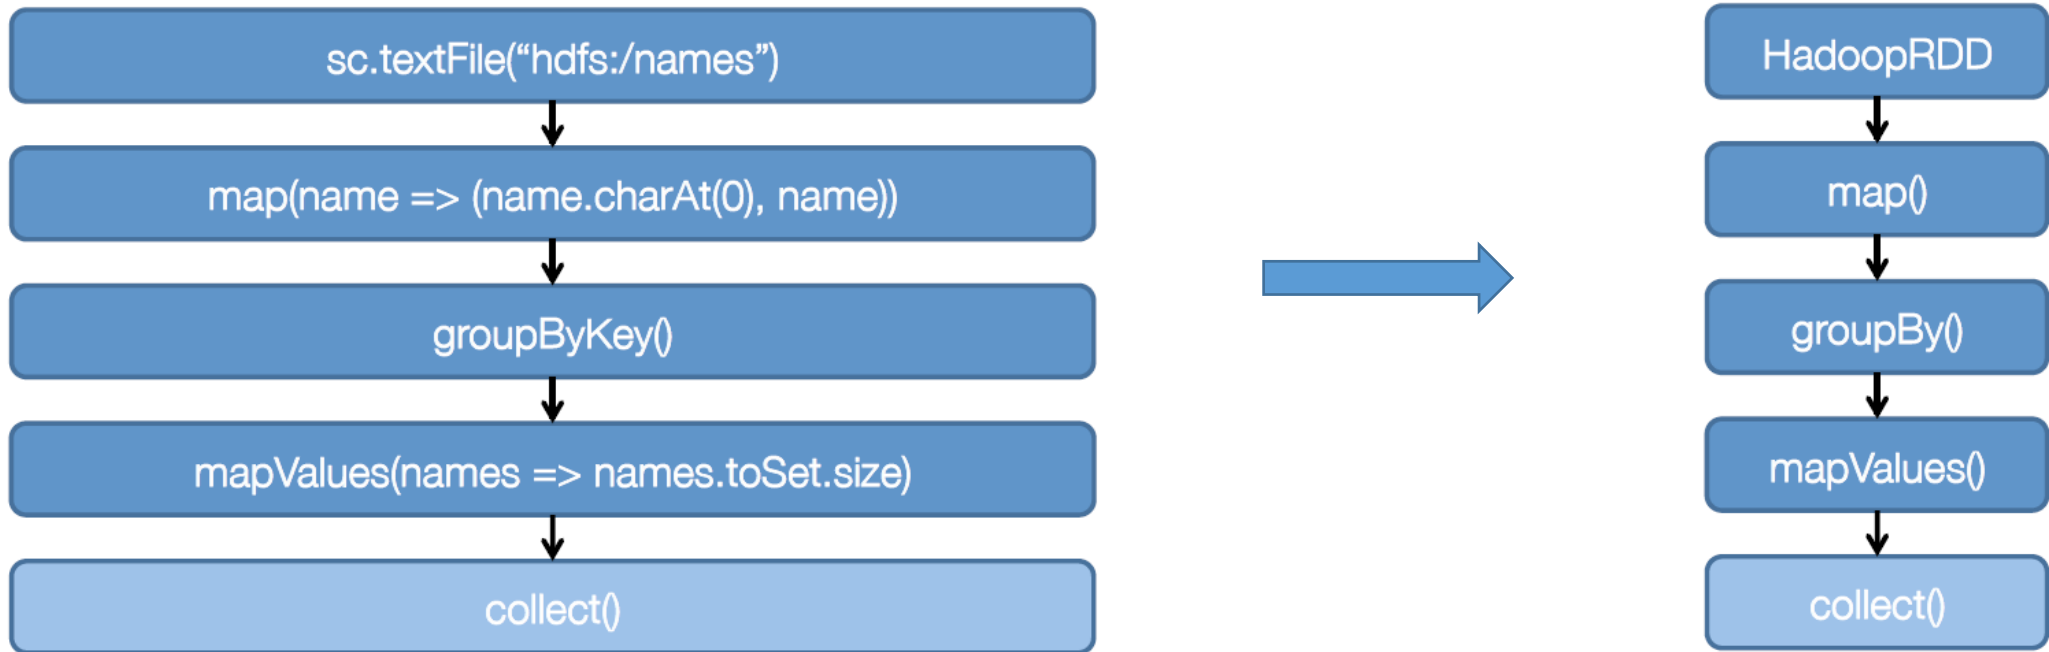 sc.textFile(“hdfs:/names”)
map(name => (name.charAt(0), name))
groupByKey()
mapValues(names => names.toSet.size)
collect()
HadoopRDD
map()
groupBy()
mapValues()
collect()